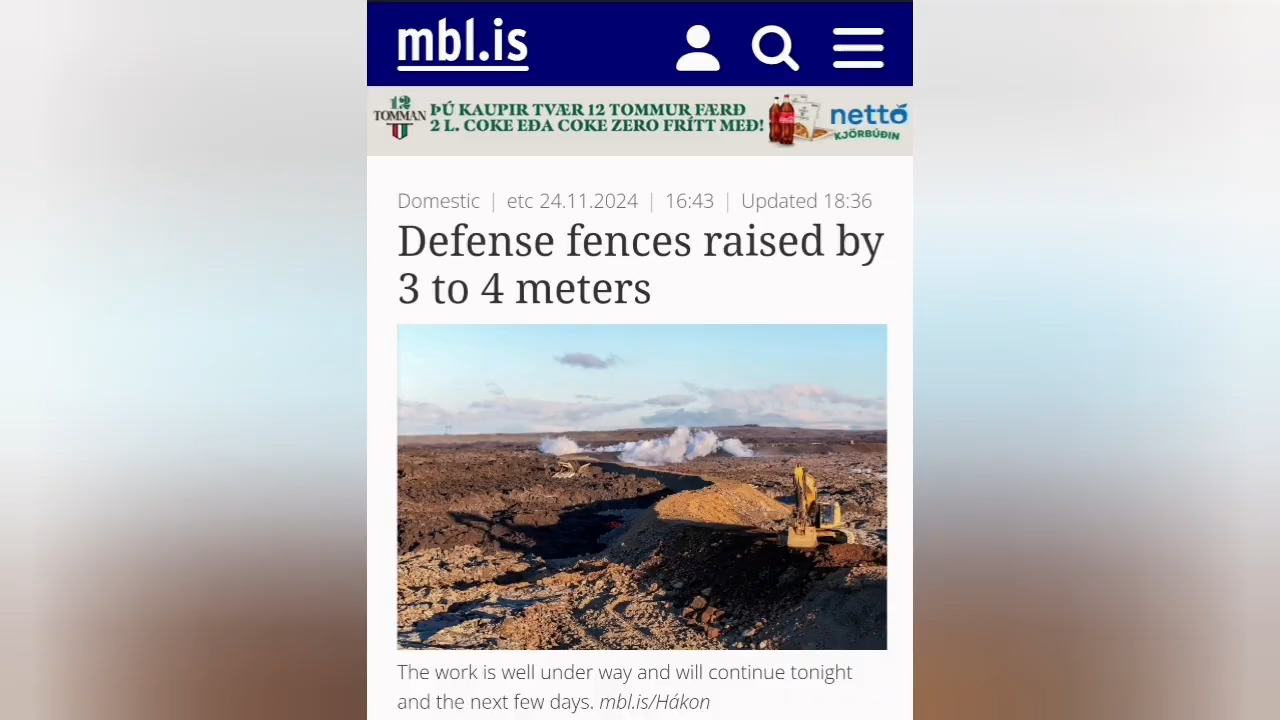 mbl.is
12
TOMMAN
ÞÚ KAUPIR TVÆR 12 TOMMUR FÆRÐ
2 L. COKE EÐA COKE ZERO FRÍTT MEÐ!
nettó
KJÖRBÚÐIN
Domestic | etc 24.11.2024 | 16:43 | Updated 18:36
Defense fences raised by
3 to 4 meters
The work is well under way and will continue tonight
and the next few days. mbl.is/Hákon